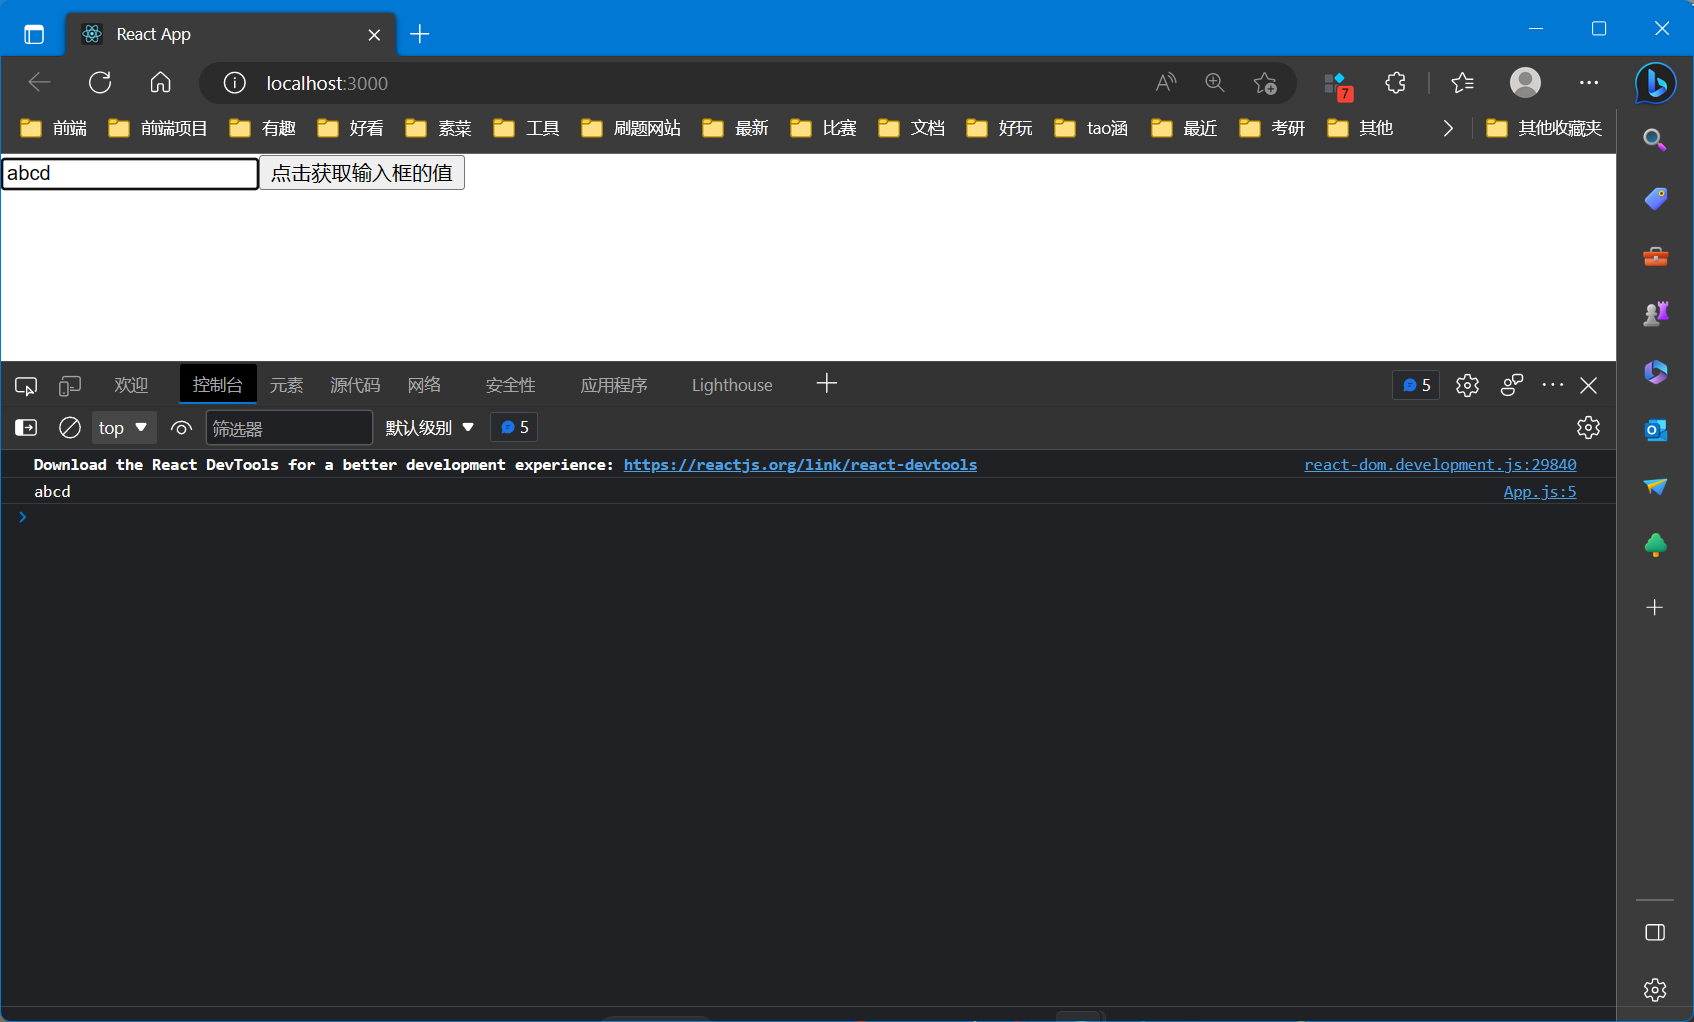 React App
localhost:3000
7
前端 前端项目 有趣 好看 素菜 工具 刷题网站 最新 比赛 文档 好玩 tao涵 最近 考研 其他 其他收藏夹
abcd 点击获取输入框的值
欢迎 控制台 元素 源代码 网络 安全性 应用程序 Lighthouse 5
top 筛选器 默认级别 5
Download the React DevTools for a better development experience: https://reactjs.org/link/react-devtools react-dom.development.js:29840
abcd App.js:5